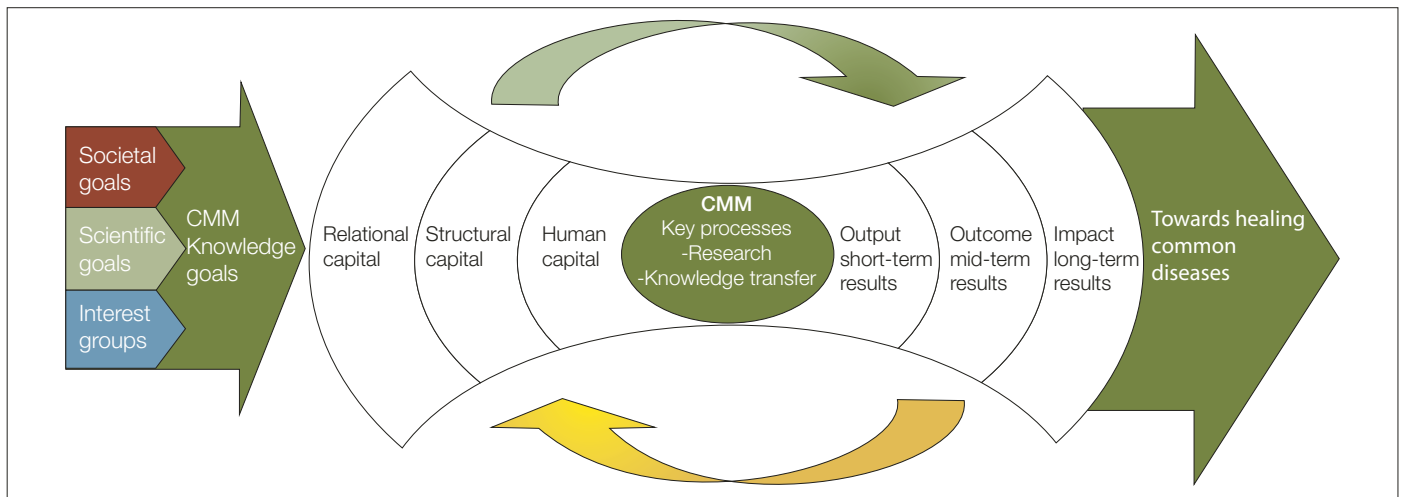 Societal
goals
Scientific
goals
Interest
groups
CMM
Knowledge
goals
Relational
capital
Structural
capital
Human
capital
CMM
Key processes
-Research
-Knowledge transfer
Output
short-term
results
Outcome
mid-term
results
Impact
long-term
results
Towards healing
common
diseases